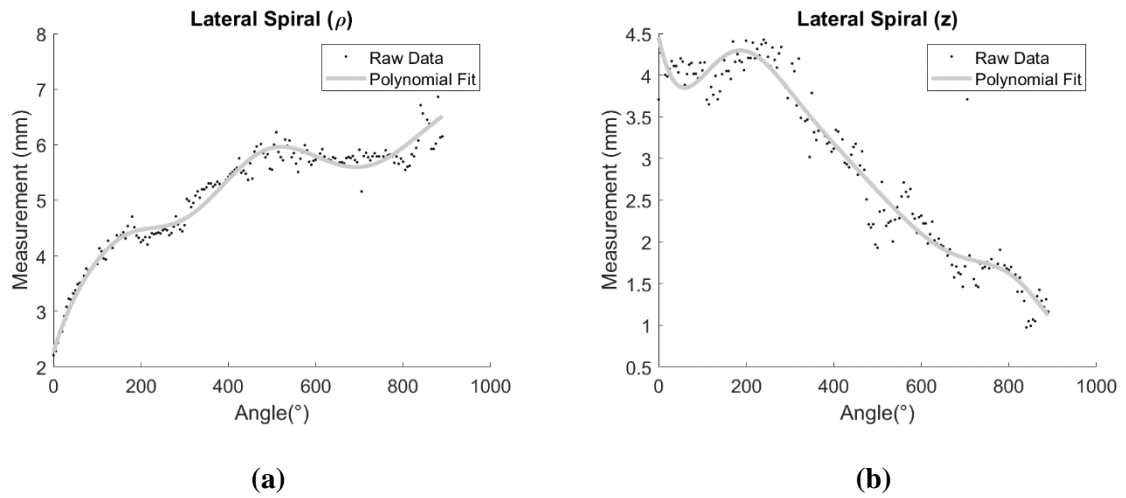 Lateral Spiral (ρ)
8
7
6
5
4
3
2
Measurement (mm)
Raw Data
Polynomial Fit
0
200
400
600
800
1000
Angle(°)
(a)
Lateral Spiral (z)
4.5
4
3.5
3
2.5
2
1.5
1
0.5
Measurement (mm)
Raw Data
Polynomial Fit
0
200
400
600
800
1000
Angle(°)
(b)